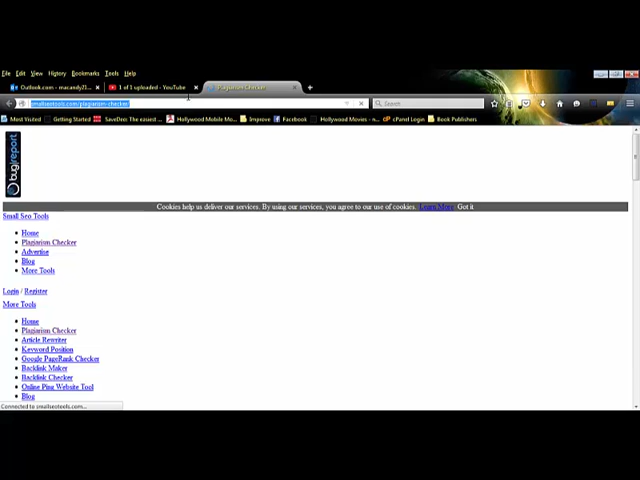 File Edit View History Bookmarks Tools Help
Outlook.com - macandy21... × 1 of 1 uploaded - YouTube × Plagiarism Checker × +
smallseotools.com/plagiarism-checker/ Search
Most Visited Getting Started SaveDeo: The easiest ... Hollywood Mobile Mo... Improve Facebook Hollywood Movies: n... cPanel Login Book Publishers
bugreport
Cookies help us deliver our services. By using our services, you agree to our use of cookies. Learn More Got it
Small Seo Tools
Home
Plagiarism Checker
Advertise
Blog
More Tools
Login / Register
More Tools
Home
Plagiarism Checker
Article Rewriter
Keyword Position
Google PageRank Checker
Backlink Maker
Backlink Checker
Online Ping Website Tool
Blog
Connected to smallseotools.com...